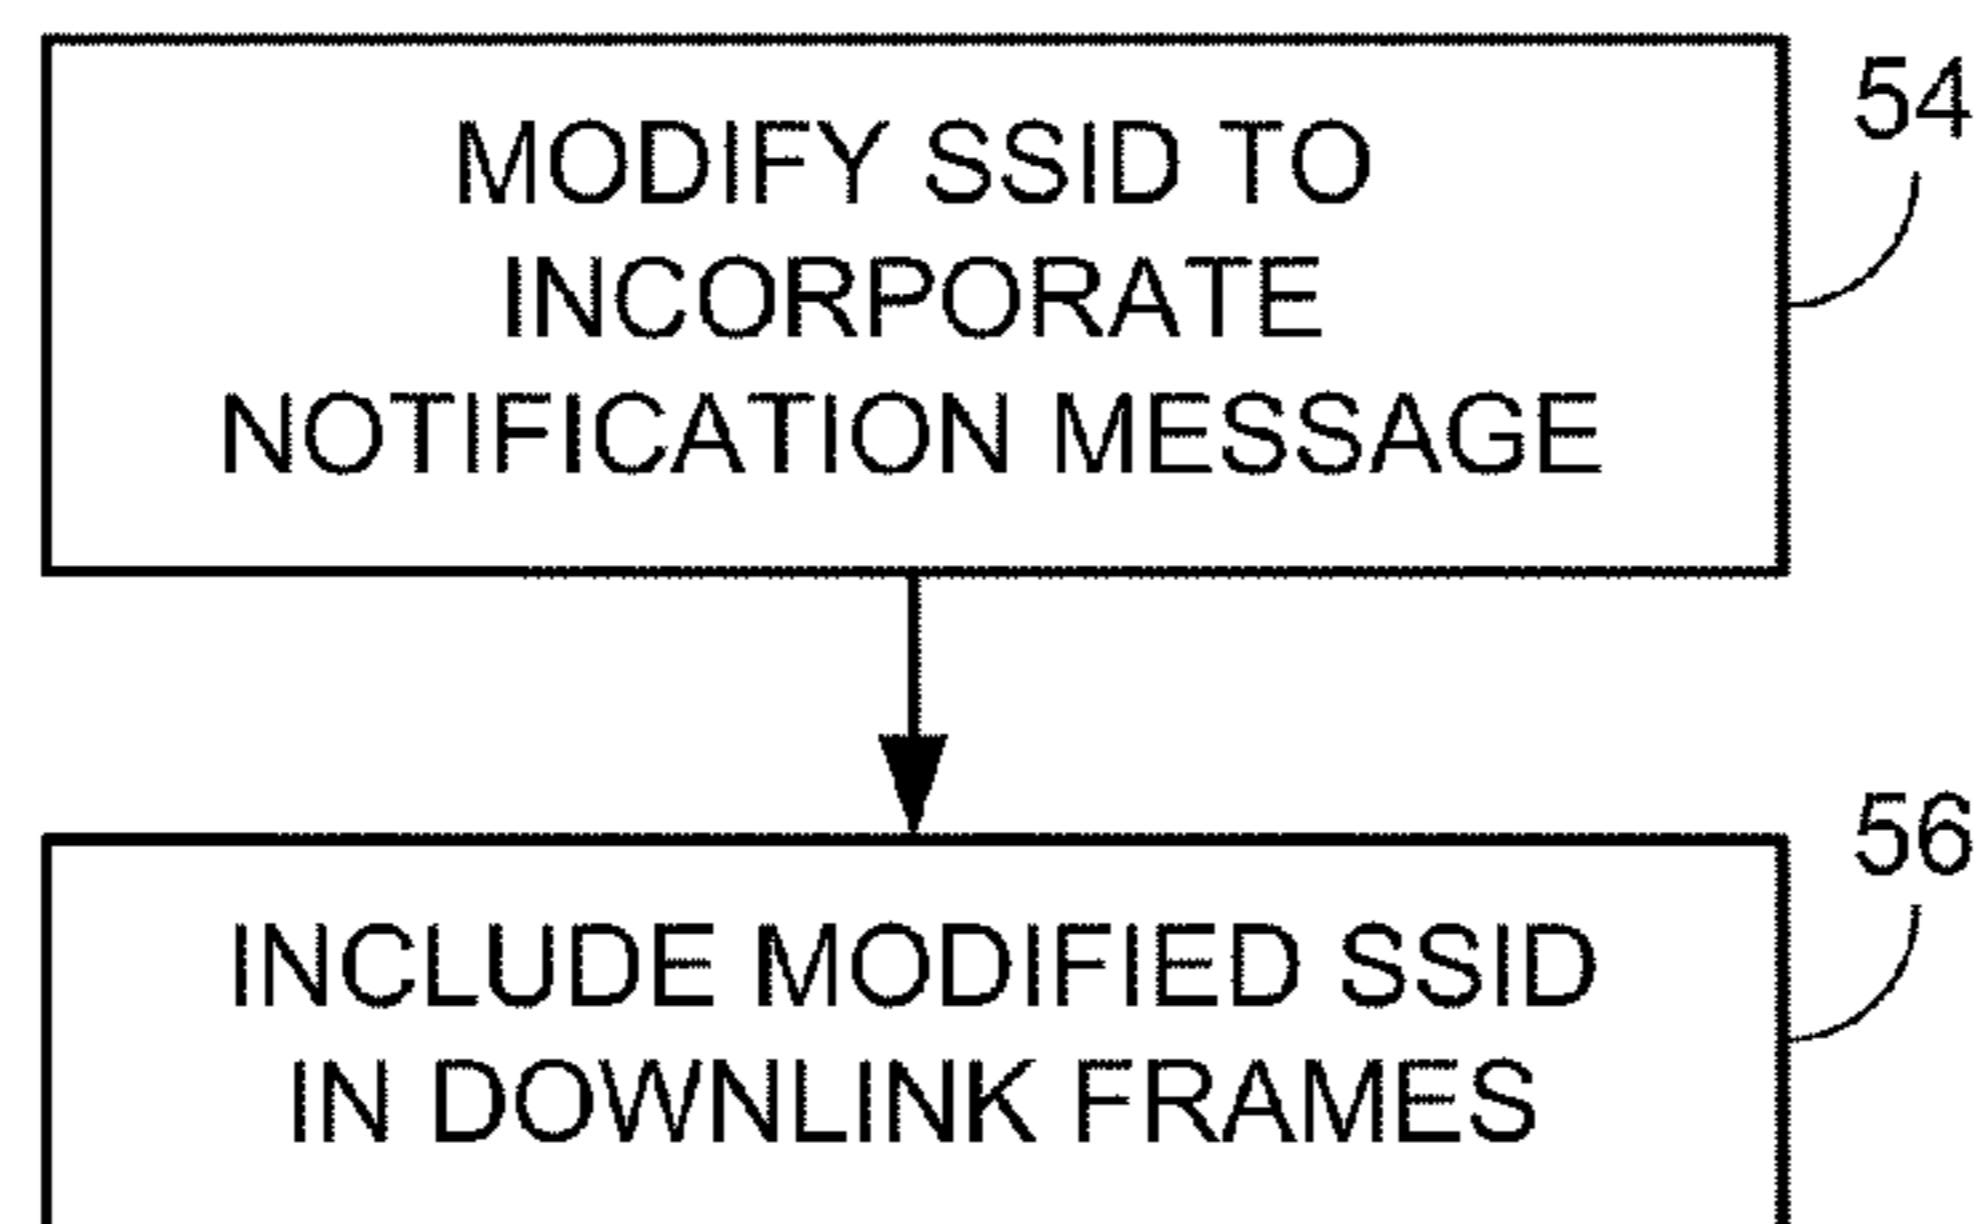 54
MODIFY SSID TO
INCORPORATE
NOTIFICATION MESSAGE
56
INCLUDE MODIFIED SSID
IN DOWNLINK FRAMES